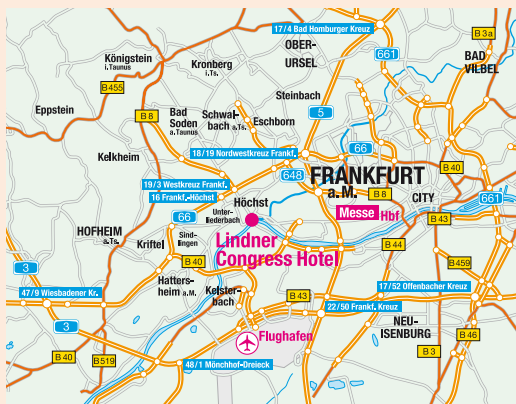 17/4 Bad Homburger Kreuz
B 3a
OBER-
URSEL
661
BAD
VILBEL
Königstein
i.Taunus
Kronberg
i.Ts.
B 455
Steinbach
5
Eppstein
B 8
Bad
Soden
a.Taunus
Schwal-
bach a.Ts.
Eschborn
Kelkheim
18/19 Nordwestkreuz Frankf.
66
B 40
648
FRANKFURT
a. M.
19/3 Westkreuz Frankf.
16 Frankf.-Höchst
Höchst
B 8
CITY
661
66
Unter-
liederbach
Messe Hbf
B 43
HOFHEIM
a.Ts.
Kriftel
Sind-
lingen
Lindner
Congress Hotel
B 44
3
B 40
B 459
47/9 Wiesbadener Kr.
Hatters-
heim a.M.
Kelster-
bach
B 43
17/52 Offenbacher Kreuz
22/50 Frankf. Kreuz
3
NEU-
ISENBURG
B 46
Flughafen
B 3
B 40
B 519
48/1 Mönchhof-Dreieck